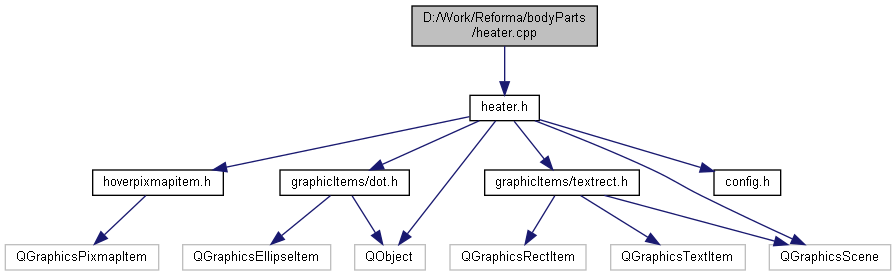 D:/Work/Reforma/bodyParts
/heater.cpp
heater.h
hoverpixmapitem.h
graphicItems/dot.h
graphicItems/textrect.h
config.h
QGraphicsPixmapItem
QGraphicsEllipseItem
QObject
QGraphicsRectItem
QGraphicsTextItem
QGraphicsScene